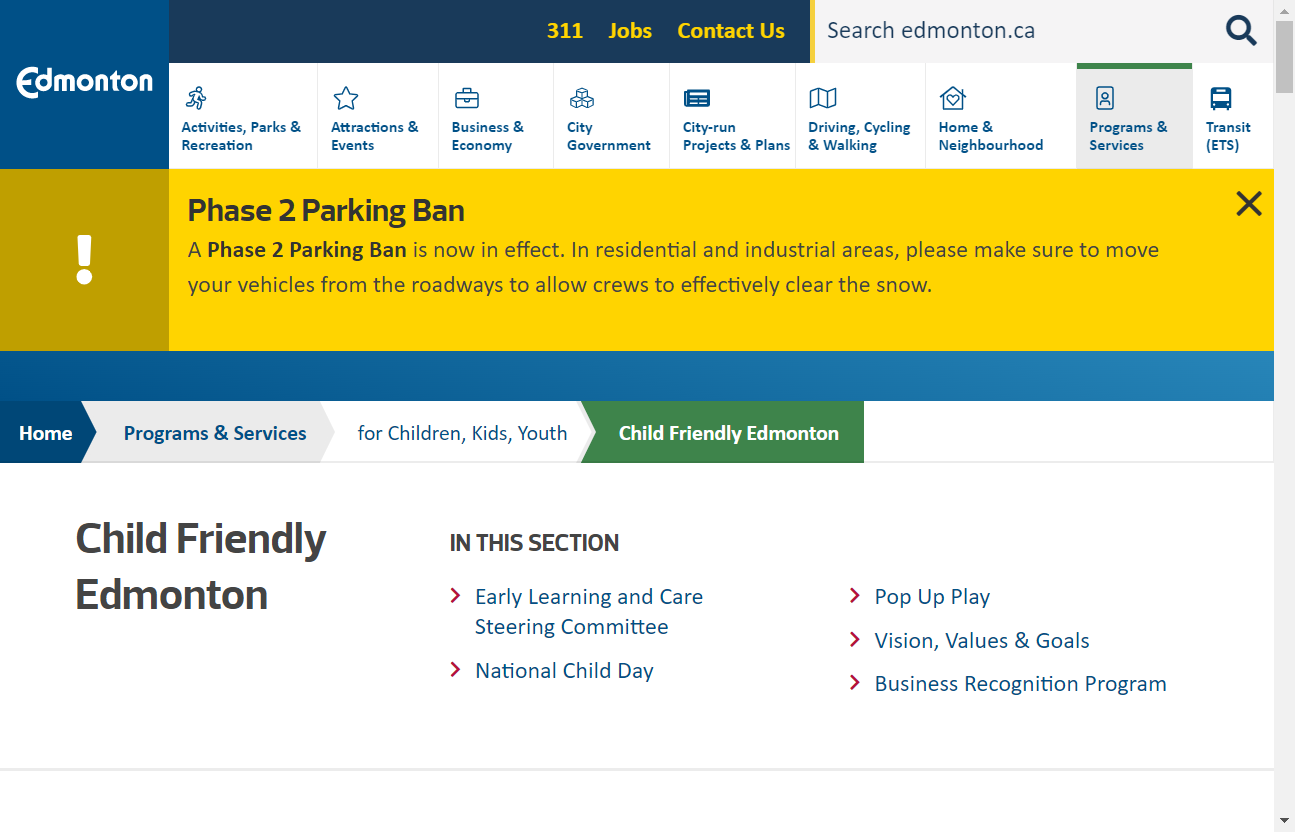 311 Jobs Contact Us
Search edmonton.ca
Edmonton
Activities, Parks &
Recreation
Attractions &
Events
Business &
Economy
City
Government
City-run
Projects & Plans
Driving, Cycling
& Walking
Home &
Neighbourhood
Programs &
Services
Transit
(ETS)
!
Phase 2 Parking Ban
A Phase 2 Parking Ban is now in effect. In residential and industrial areas, please make sure to move
your vehicles from the roadways to allow crews to effectively clear the snow.
Home
Programs & Services
for Children, Kids, Youth
Child Friendly Edmonton
Child Friendly
Edmonton
IN THIS SECTION
Early Learning and Care
Steering Committee
National Child Day
Pop Up Play
Vision, Values & Goals
Business Recognition Program